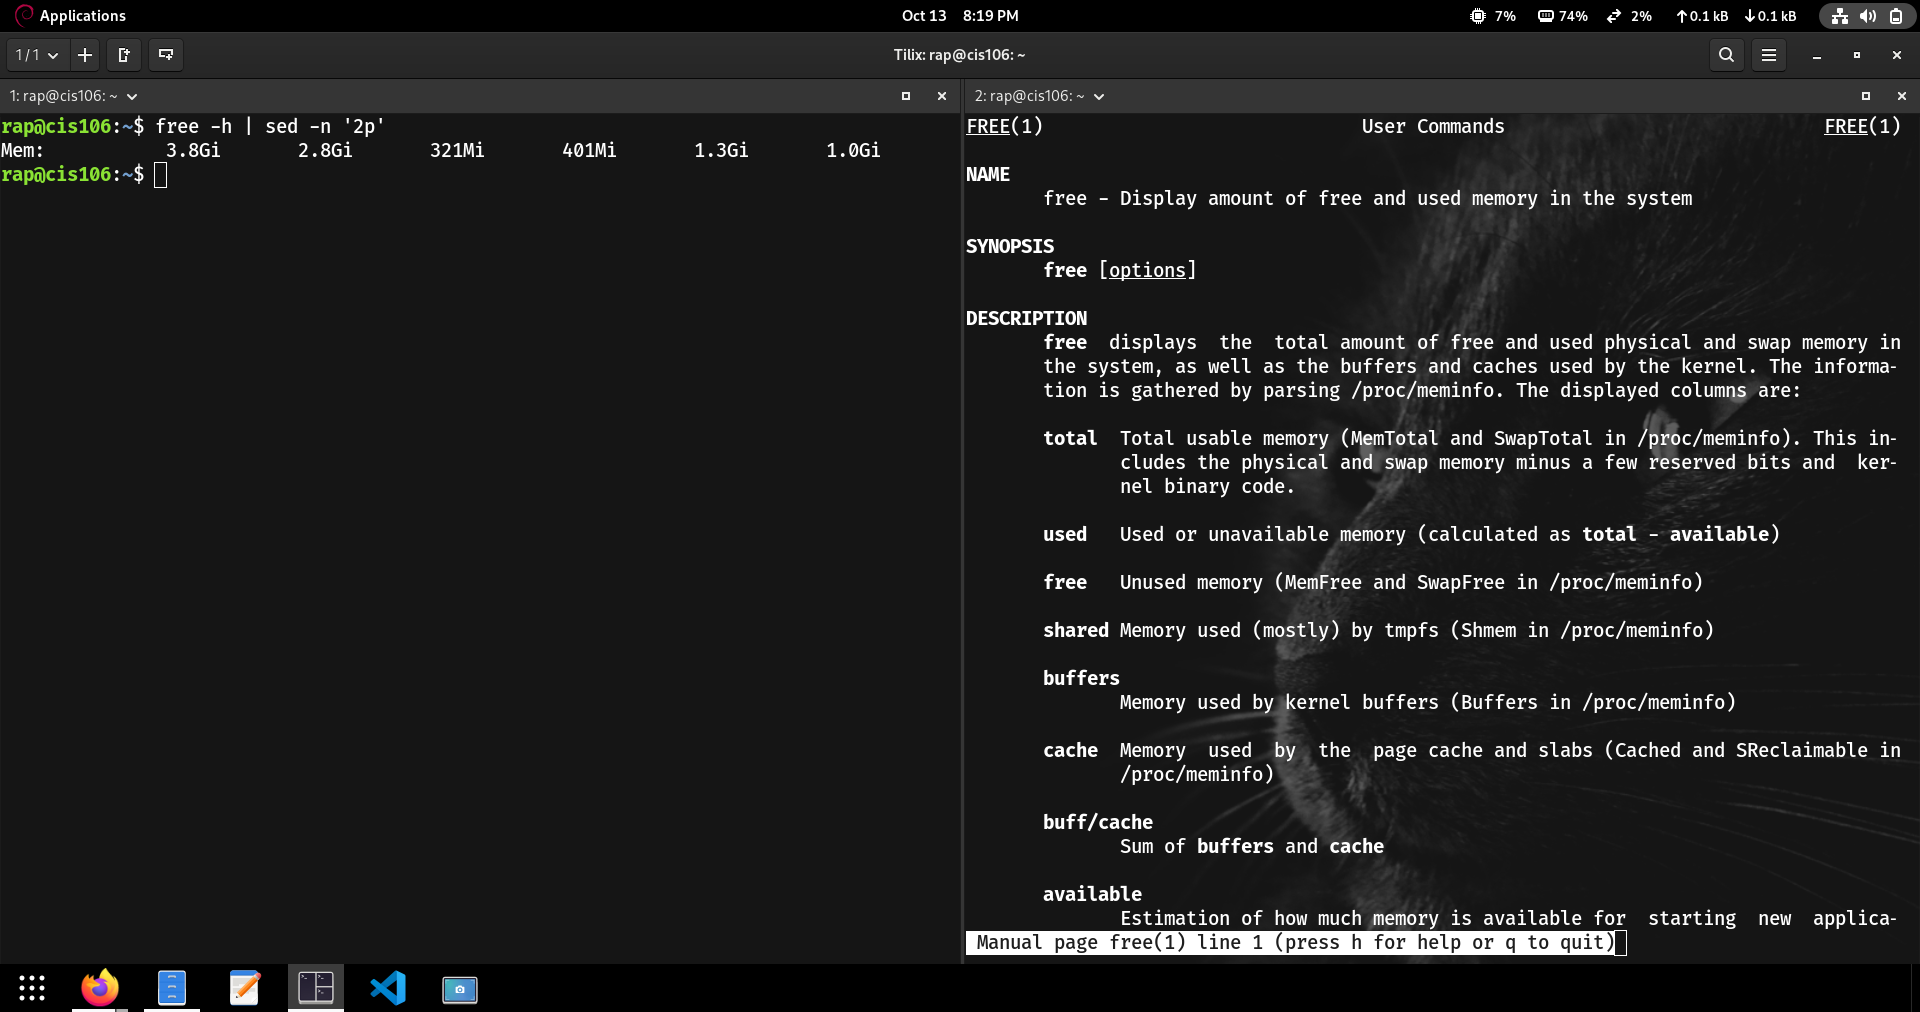 Applications
Oct 13 8:19 PM
7% 74% 2% ↑0.1 kB ↓0.1 kB
1 / 1
Tilix: rap@cis106: ~
1: rap@cis106: ~
rap@cis106:~$ free -h | sed -n '2p'
Mem: 3.8Gi 2.8Gi 321Mi 401Mi 1.3Gi 1.0Gi
rap@cis106:~$
2: rap@cis106: ~
FREE(1) User Commands FREE(1)
NAME
free - Display amount of free and used memory in the system
SYNOPSIS
free [options]
DESCRIPTION
free displays the total amount of free and used physical and swap memory in
the system, as well as the buffers and caches used by the kernel. The informa-
tion is gathered by parsing /proc/meminfo. The displayed columns are:
total Total usable memory (MemTotal and SwapTotal in /proc/meminfo). This in-
cludes the physical and swap memory minus a few reserved bits and ker-
nel binary code.
used Used or unavailable memory (calculated as total - available)
free Unused memory (MemFree and SwapFree in /proc/meminfo)
shared Memory used (mostly) by tmpfs (Shmem in /proc/meminfo)
buffers
Memory used by kernel buffers (Buffers in /proc/meminfo)
cache Memory used by the page cache and slabs (Cached and SReclaimable in
/proc/meminfo)
buff/cache
Sum of buffers and cache
available
Estimation of how much memory is available for starting new applica-
Manual page free(1) line 1 (press h for help or q to quit)